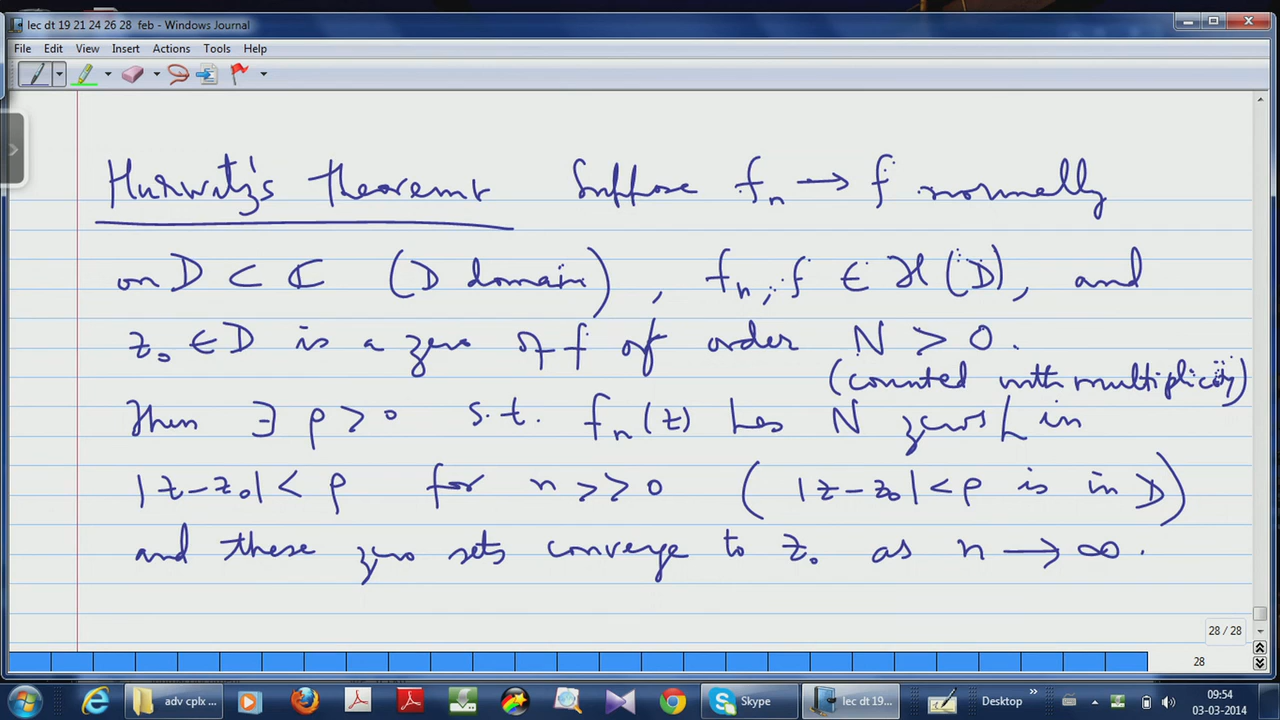 lec dt 19 21 24 26 28 feb - Windows Journal
File Edit View Insert Actions Tools Help
Hurwitz's Theorem: Suppose fₙ → f normally
on D ⊂ ℂ (D domain), fₙ, f ∈ ℋ(D), and
z₀ ∈ D is a zero of f of order N > 0.
(counted with multiplicity)
Then ∃ ρ > 0 s.t. fₙ(z) has N zeros in
|z-z₀| < ρ for n >> 0 (|z-z₀| < ρ is in D)
and these zero sets converge to z₀ as n → ∞.
28 / 28
28
adv cplx ... Skype lec dt 19... Desktop » 09:54
03-03-2014